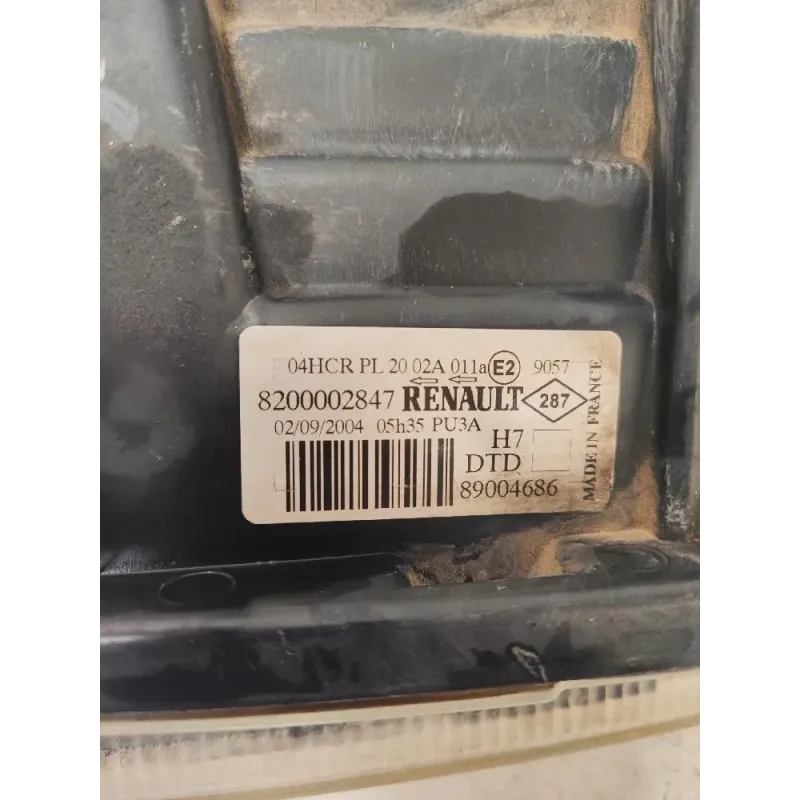 04HCR PL 20 02A 011a E2 9057
8200002847 RENAULT 287
02/09/2004 05h35 PU3A
H7
DTD
89004686
MADE IN FRANCE